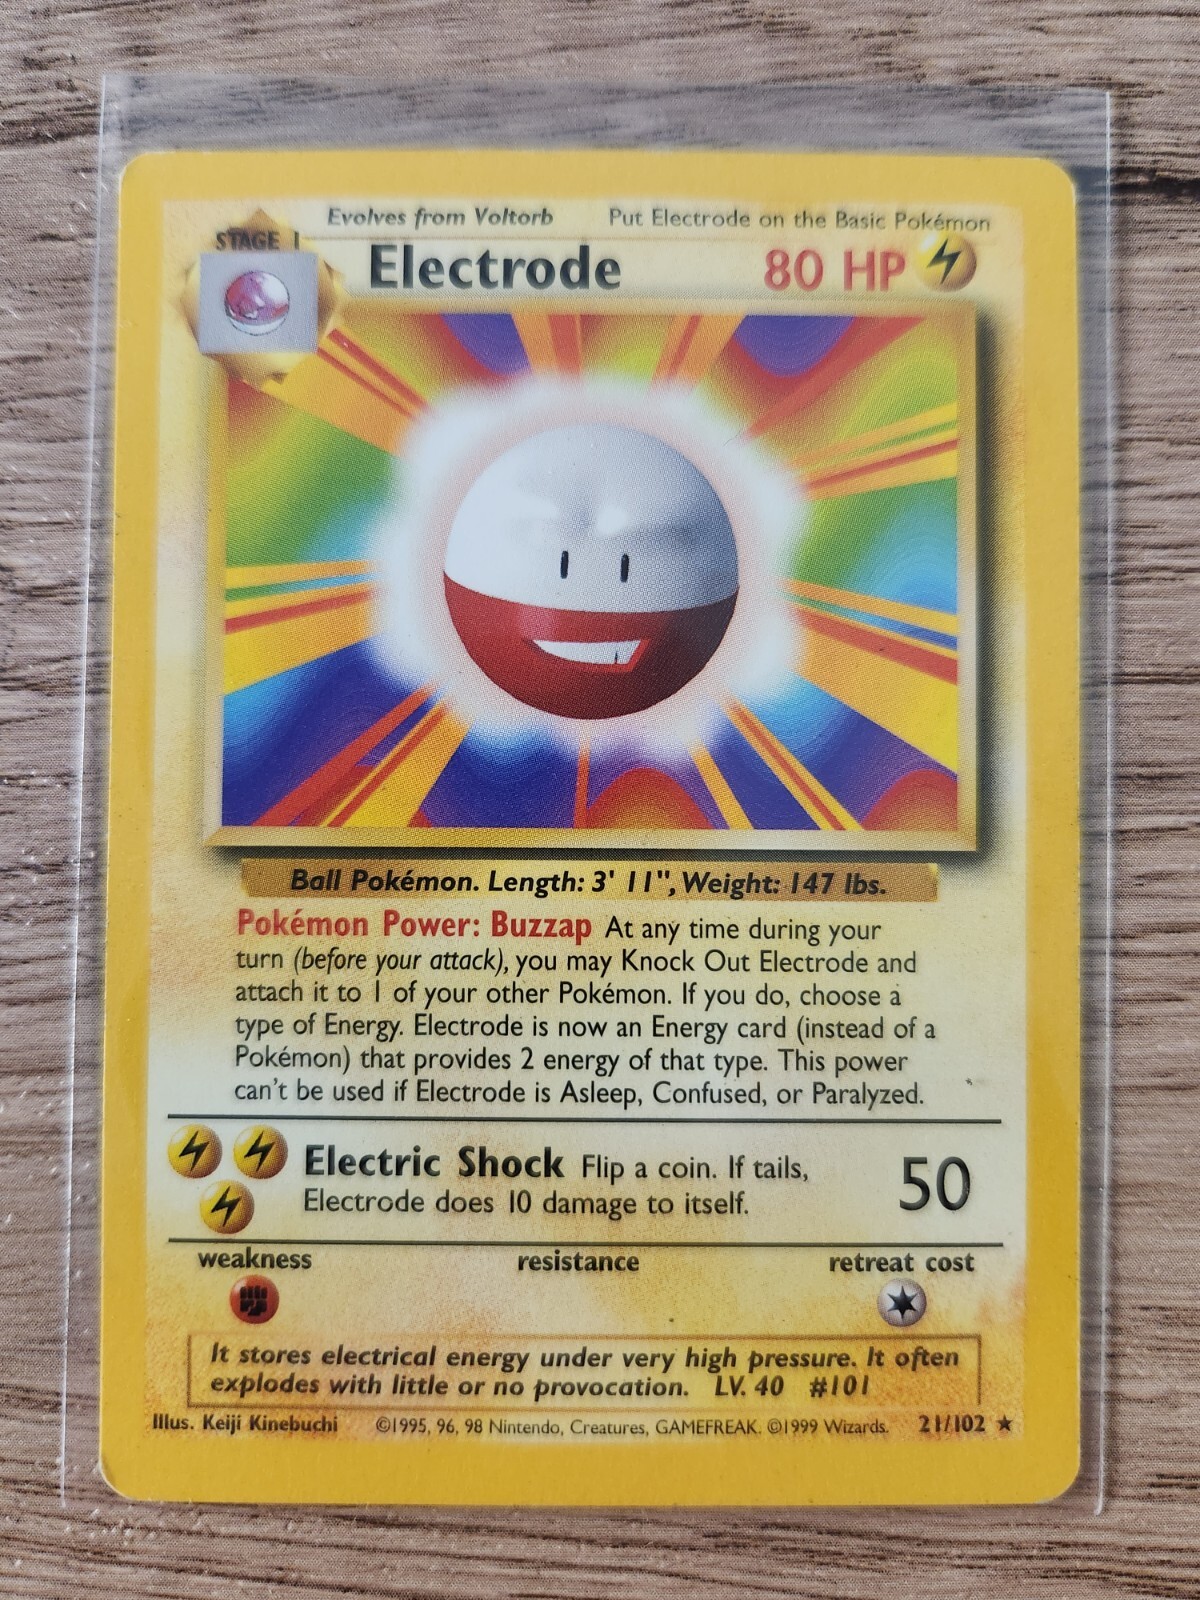 Evolves from Voltorb Put Electrode on the Basic Pokémon
STAGE 1
Electrode 80 HP
Ball Pokémon. Length: 3' 11", Weight: 147 lbs.
Pokémon Power: Buzzap At any time during your
turn (before your attack), you may Knock Out Electrode and
attach it to 1 of your other Pokémon. If you do, choose a
type of Energy. Electrode is now an Energy card (instead of a
Pokémon) that provides 2 energy of that type. This power
can't be used if Electrode is Asleep, Confused, or Paralyzed.
Electric Shock Flip a coin. If tails, 50
Electrode does 10 damage to itself.
weakness resistance retreat cost
It stores electrical energy under very high pressure. It often
explodes with little or no provocation. LV. 40 #101
Illus. Keiji Kinebuchi ©1995, 96, 98 Nintendo, Creatures, GAMEFREAK. ©1999 Wizards. 21/102 ★